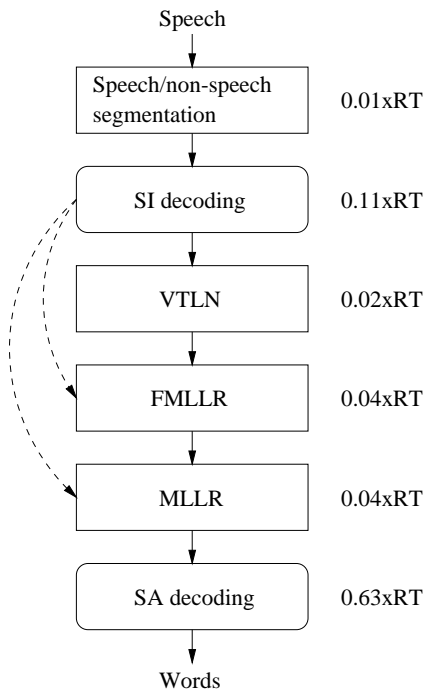 Speech
Speech/non-speech
segmentation
0.01xRT
SI decoding
0.11xRT
VTLN
0.02xRT
FMLLR
0.04xRT
MLLR
0.04xRT
SA decoding
0.63xRT
Words